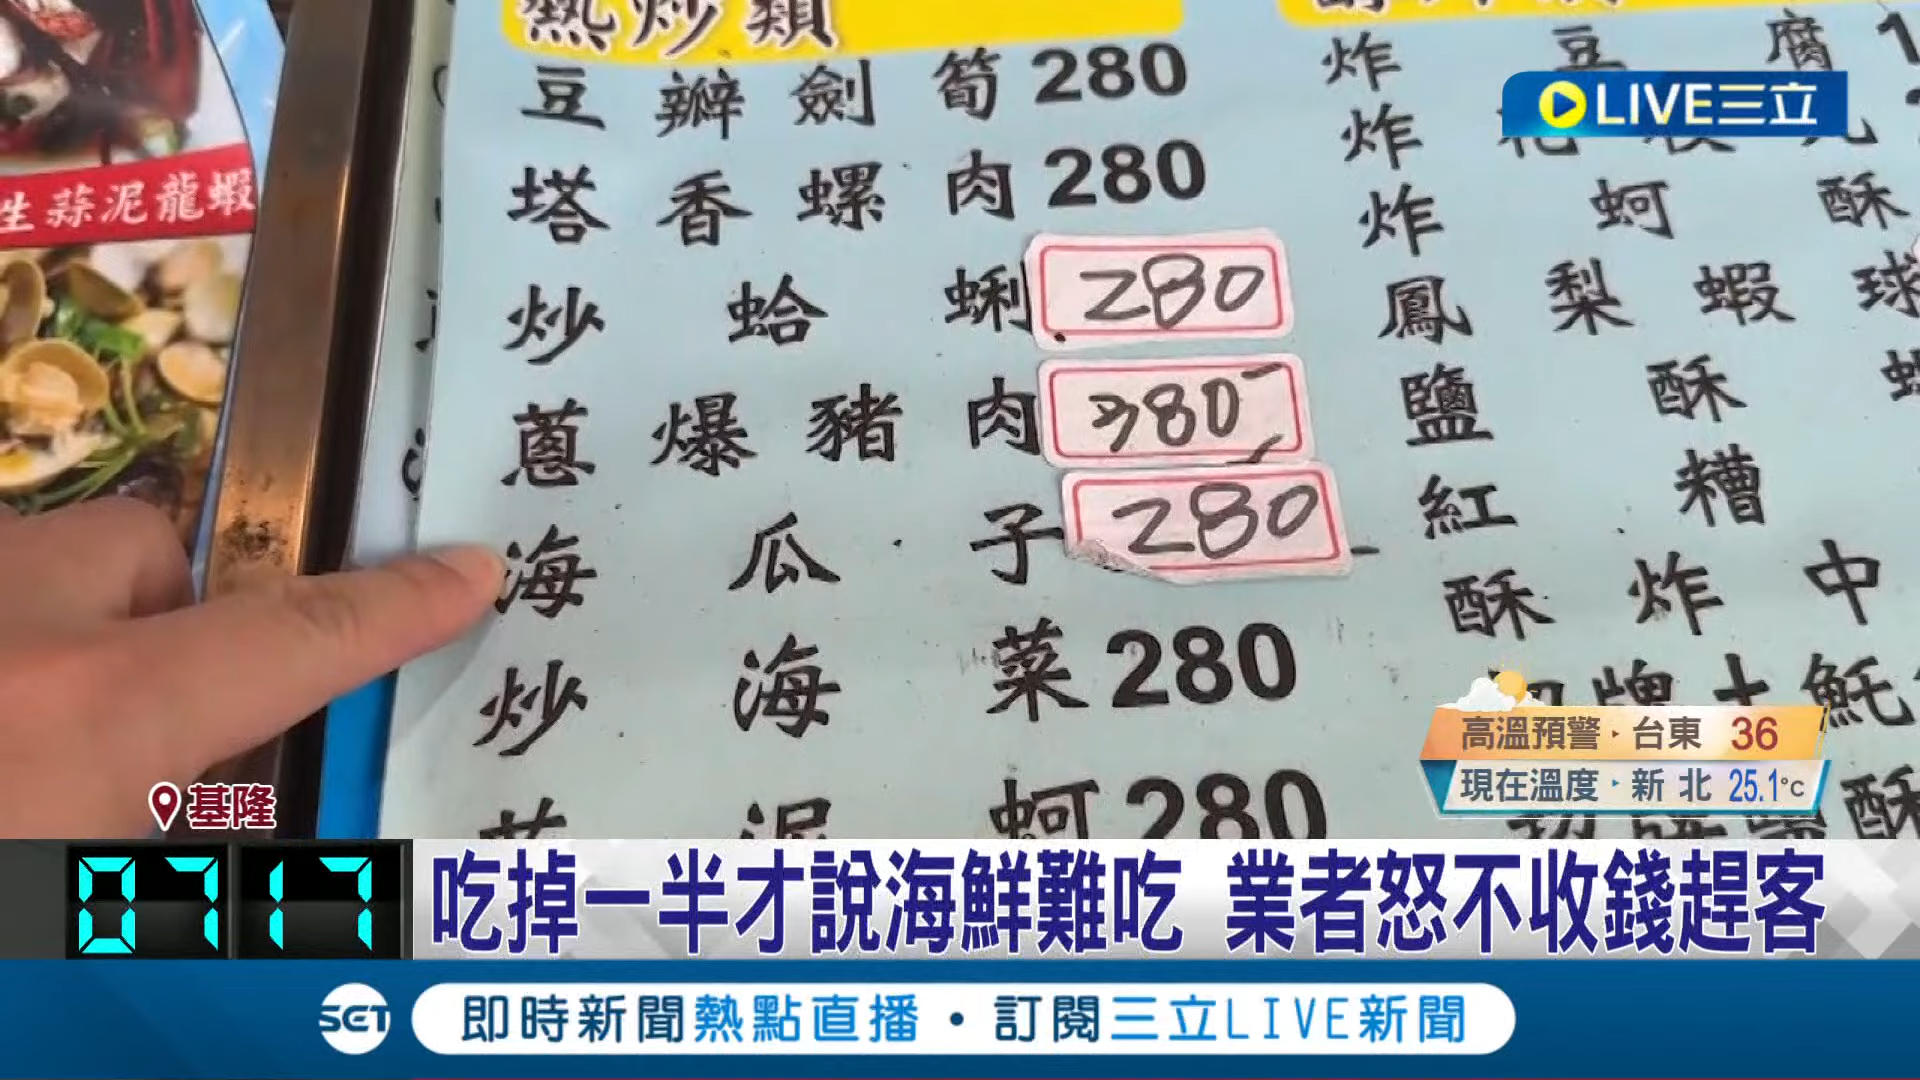 熱炒類
豆瓣劍筍280
塔香螺肉280
炒蛤蜊280
蔥爆豬肉380
海瓜子280
炒海菜280
蚵280
炸豆腐
炸
炸蚵酥
鳳梨蝦球
鹽酥
紅糟
酥炸中
生蒜泥龍蝦
LIVE三立
高溫預警 台東 36
現在溫度 新北 25.1°C
基隆
0717
吃掉一半才說海鮮難吃 業者怒不收錢趕客
SET 即時新聞熱點直播•訂閱三立LIVE新聞